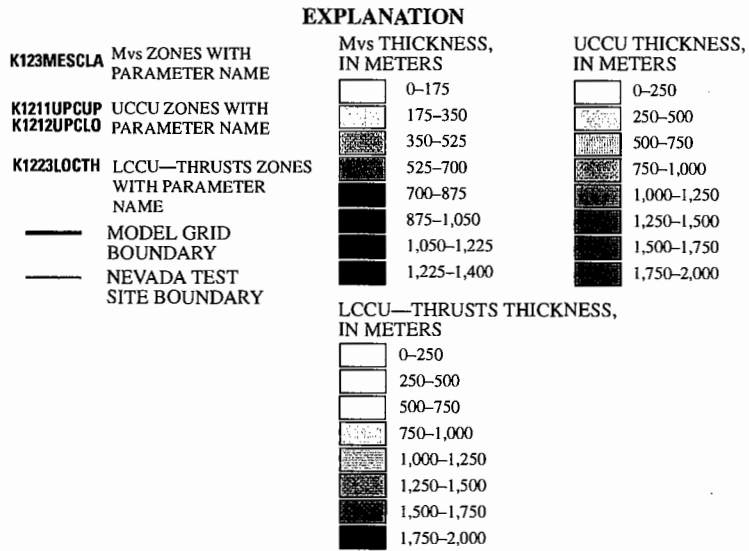 EXPLANATION
K123MESCLA Mvs ZONES WITH
PARAMETER NAME
K1211UPCUP UCCU ZONES WITH
K1212UPCLO PARAMETER NAME
K1223LOCTH LCCU—THRUSTS ZONES
WITH PARAMETER
NAME
MODEL GRID
BOUNDARY
NEVADA TEST
SITE BOUNDARY
Mvs THICKNESS,
IN METERS
0–175
175–350
350–525
525–700
700–875
875–1,050
1,050–1,225
1,225–1,400
UCCU THICKNESS,
IN METERS
0–250
250–500
500–750
750–1,000
1,000–1,250
1,250–1,500
1,500–1,750
1,750–2,000
LCCU—THRUSTS THICKNESS,
IN METERS
0–250
250–500
500–750
750–1,000
1,000–1,250
1,250–1,500
1,500–1,750
1,750–2,000